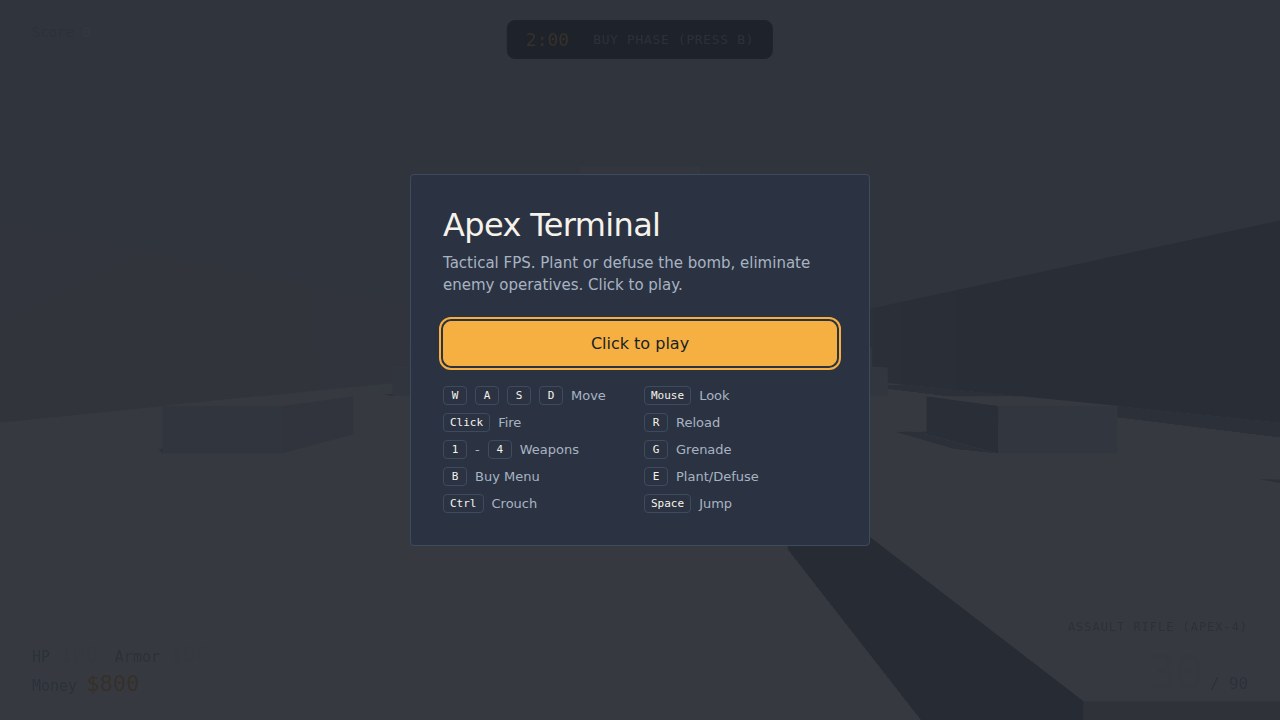 2:00 BUY PHASE (PRESS B)
Apex Terminal
Tactical FPS. Plant or defuse the bomb, eliminate
enemy operatives. Click to play.
Click to play
W A S D Move Mouse Look
Click Fire R Reload
1 - 4 Weapons G Grenade
B Buy Menu E Plant/Defuse
Ctrl Crouch Space Jump
ASSAULT RIFLE (APEX-4)
HP Armor
Money $800
30 / 90